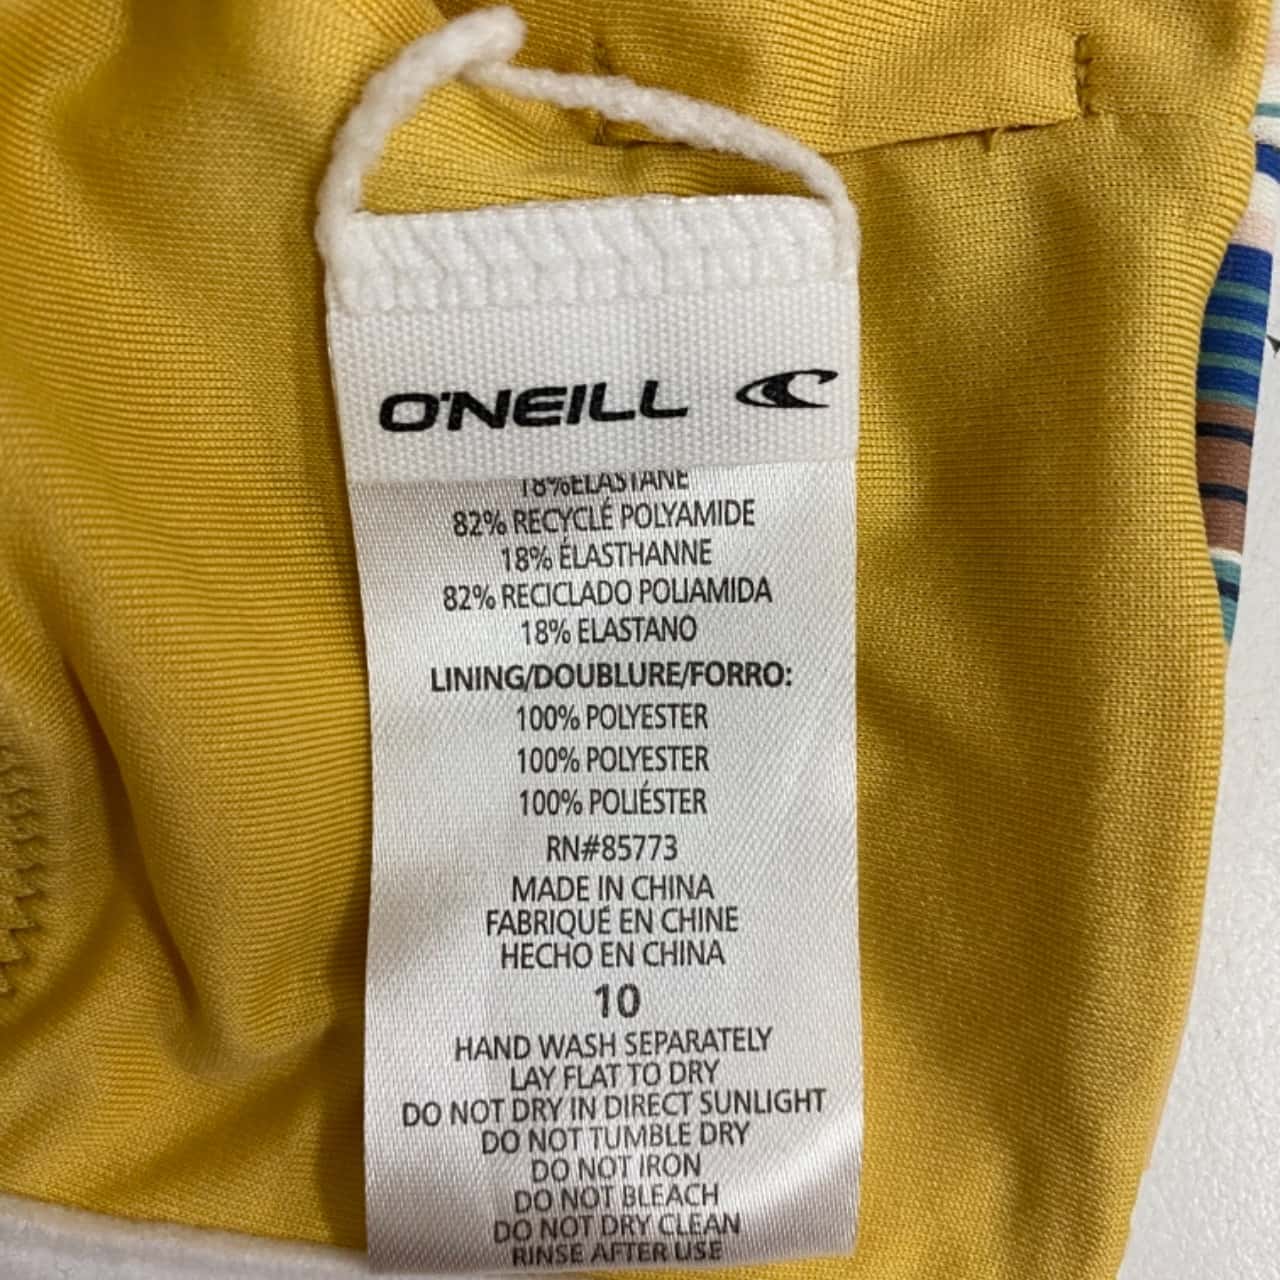 O'NEILL
18%ELASTANE
82% RECYCLÉ POLYAMIDE
18% ÉLASTHANNE
82% RECICLADO POLIAMIDA
18% ELASTANO
LINING/DOUBLURE/FORRO:
100% POLYESTER
100% POLYESTER
100% POLIÉSTER
RN#85773
MADE IN CHINA
FABRIQUÉ EN CHINE
HECHO EN CHINA
10
HAND WASH SEPARATELY
LAY FLAT TO DRY
DO NOT DRY IN DIRECT SUNLIGHT
DO NOT TUMBLE DRY
DO NOT IRON
DO NOT BLEACH
DO NOT DRY CLEAN
RINSE AFTER USE